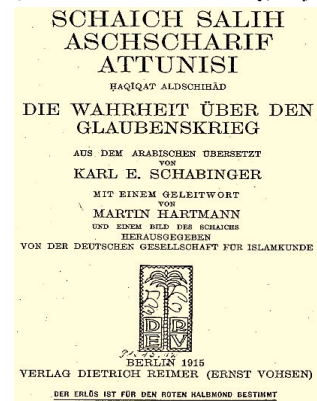 SCHAICH SALIH
ASCHSCHARIF
ATTUNISI
ḤAQĪQAT ALDSCHIHĀD
DIE WAHRHEIT ÜBER DEN
GLAUBENSKRIEG
AUS DEM ARABISCHEN ÜBERSETZT
VON
KARL E. SCHABINGER
MIT EINEM GELEITWORT
VON
MARTIN HARTMANN
UND EINEM BILD DES SCHAICHS
HERAUSGEGEBEN
VON DER DEUTSCHEN GESELLSCHAFT FÜR ISLAMKUNDE
D R
E V
BERLIN 1915
VERLAG DIETRICH REIMER (ERNST VOHSEN)
DER ERLÖS IST FÜR DEN ROTEN HALBMOND BESTIMMT